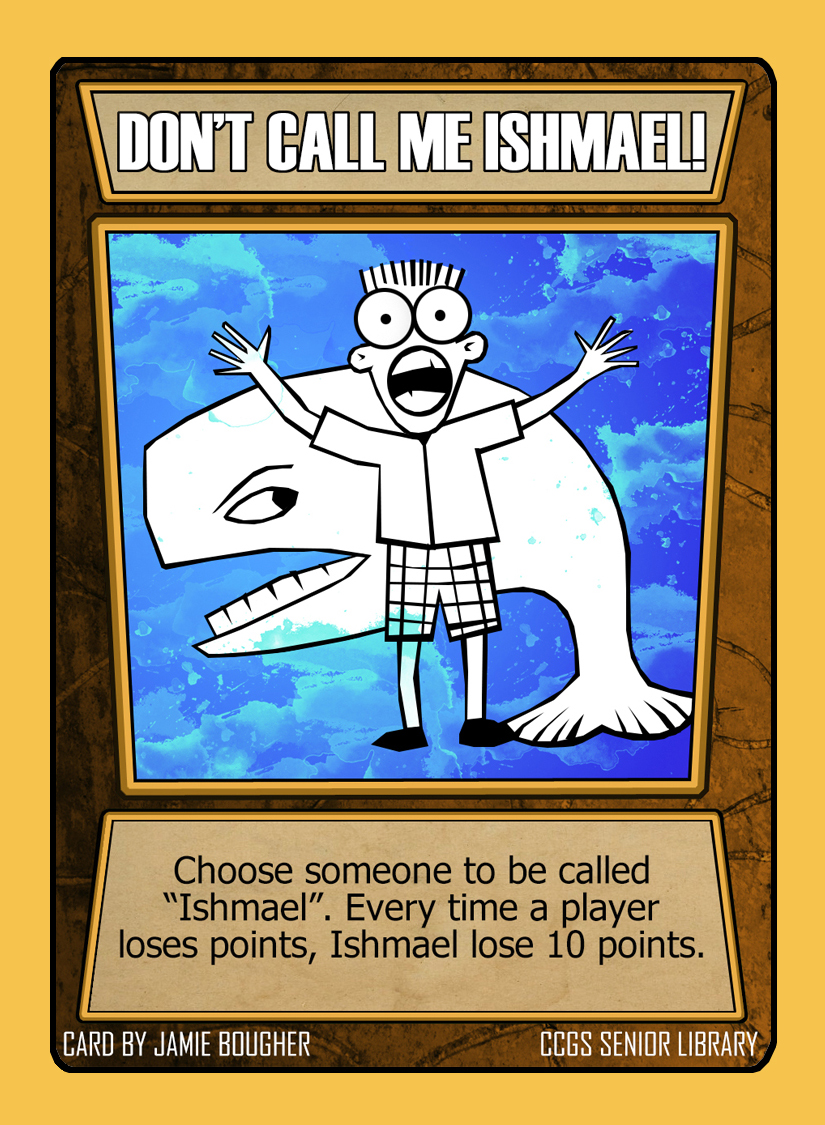 DON'T CALL ME ISHMAEL!
Choose someone to be called
“Ishmael”. Every time a player
loses points, Ishmael lose 10 points.
CARD BY JAMIE BOUGHER
CCGS SENIOR LIBRARY